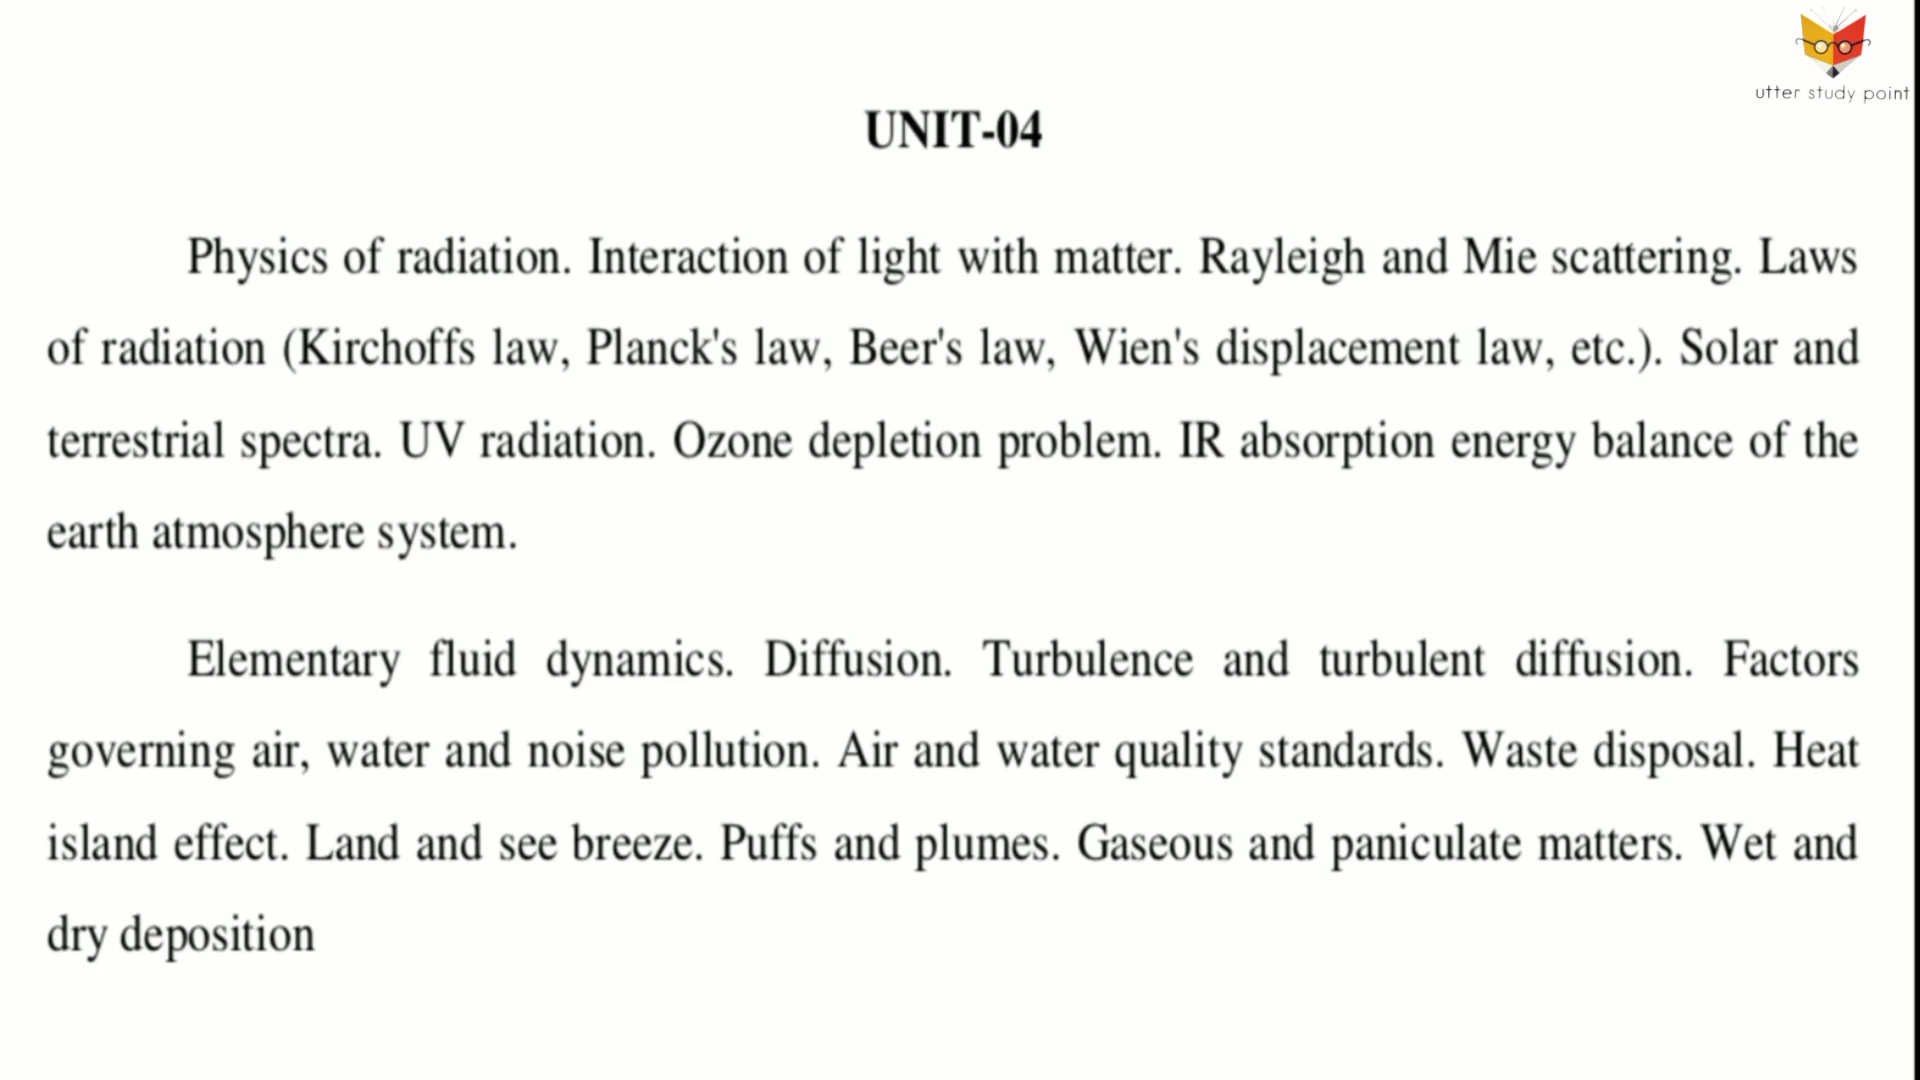 utter study point
UNIT-04
Physics of radiation. Interaction of light with matter. Rayleigh and Mie scattering. Laws
of radiation (Kirchoffs law, Planck's law, Beer's law, Wien's displacement law, etc.). Solar and
terrestrial spectra. UV radiation. Ozone depletion problem. IR absorption energy balance of the
earth atmosphere system.
Elementary fluid dynamics. Diffusion. Turbulence and turbulent diffusion. Factors
governing air, water and noise pollution. Air and water quality standards. Waste disposal. Heat
island effect. Land and see breeze. Puffs and plumes. Gaseous and paniculate matters. Wet and
dry deposition